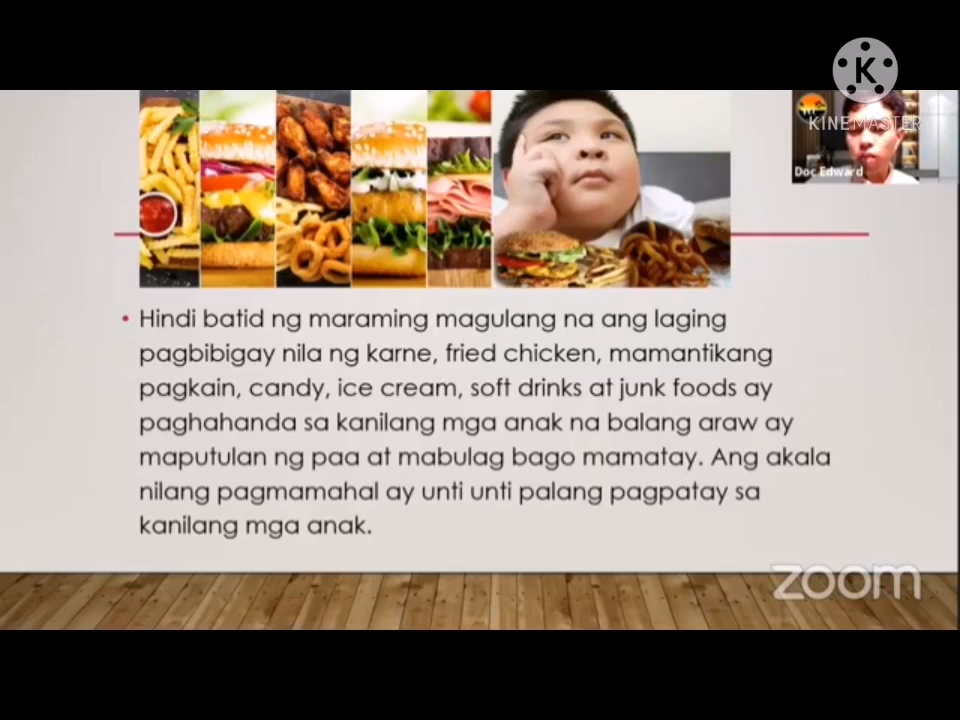 K
KINEMASTER
Doc Edward
• Hindi batid ng maraming magulang na ang laging
pagbibigay nila ng karne, fried chicken, mamantikang
pagkain, candy, ice cream, soft drinks at junk foods ay
paghahanda sa kanilang mga anak na balang araw ay
maputulan ng paa at mabulag bago mamatay. Ang akala
nilang pagmamahal ay unti unti palang pagpatay sa
kanilang mga anak.
zoom